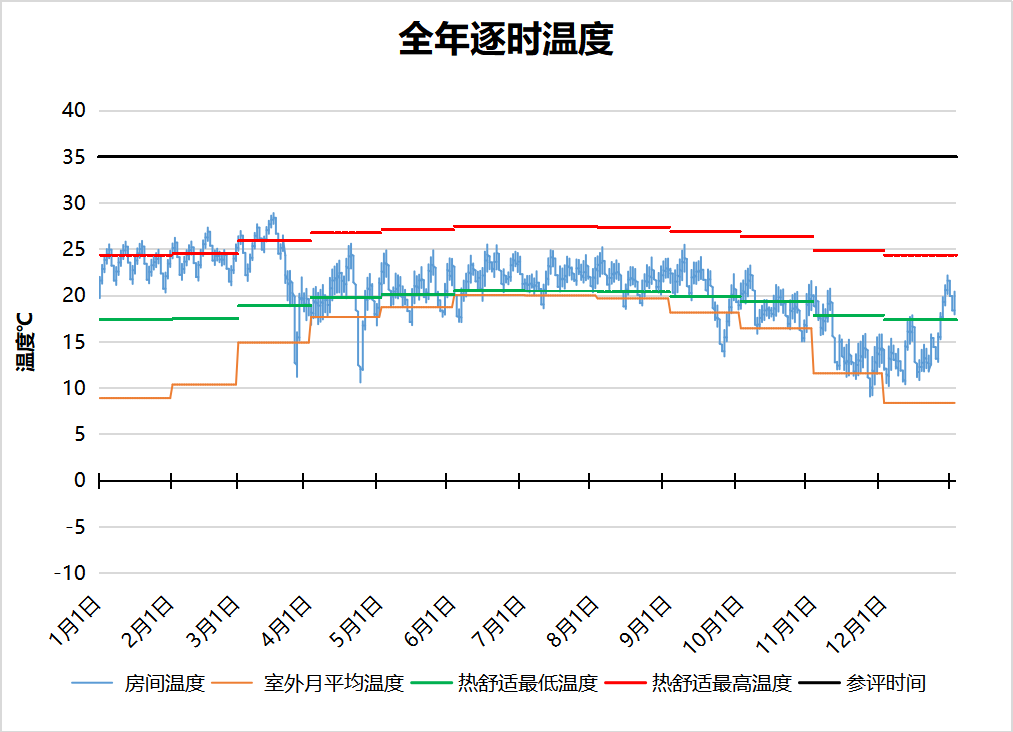 全年逐时温度
40
35
30
25
20
15
10
5
0
-5
-10
温度℃
1月1日
2月1日
3月1日
4月1日
5月1日
6月1日
7月1日
8月1日
9月1日
10月1日
11月1日
12月1日
房间温度 室外月平均温度 热舒适最低温度 热舒适最高温度 参评时间